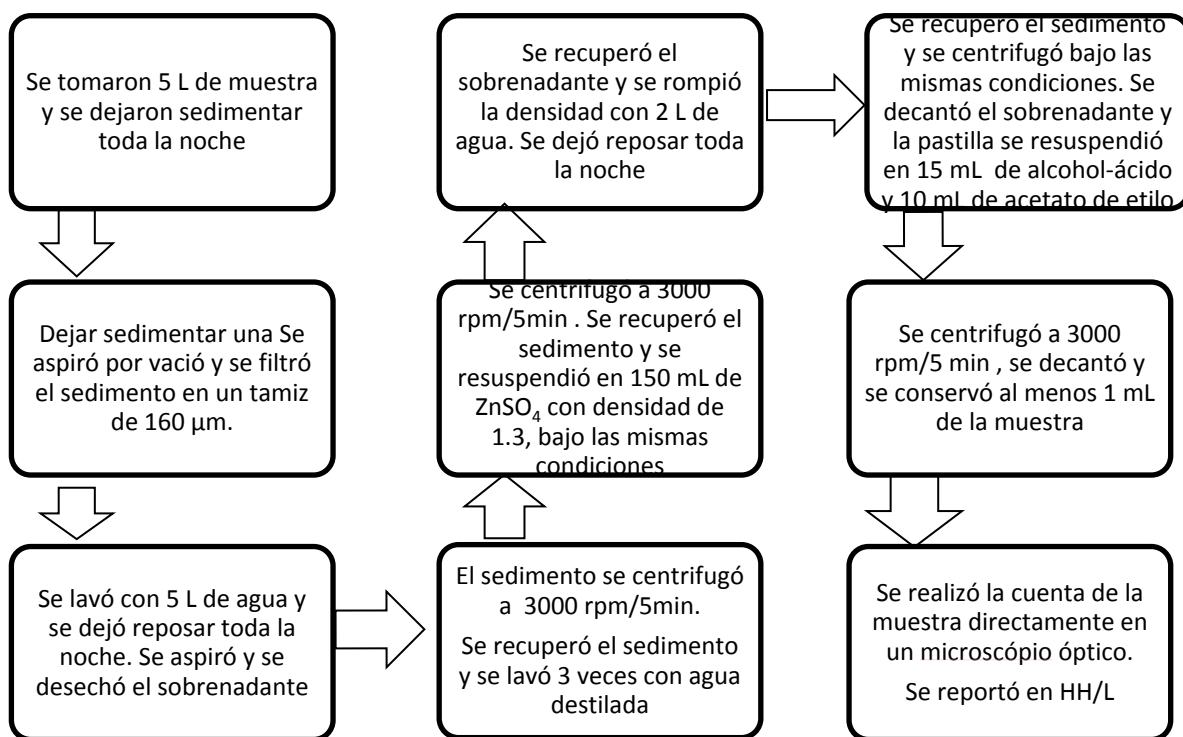 Se tomaron 5 L de muestra
y se dejaron sedimentar
toda la noche
Dejar sedimentar una Se
aspiró por vació y se filtró
el sedimento en un tamiz
de 160 µm.
Se lavó con 5 L de agua y
se dejó reposar toda la
noche. Se aspiró y se
desechó el sobrenadante
El sedimento se centrifugó
a 3000 rpm/5min.
Se recuperó el sedimento
y se lavó 3 veces con agua
destilada
Se centrifugó a 3000
rpm/5min . Se recuperó el
sedimento y se
resuspendió en 150 mL de
ZnSO₄ con densidad de
1.3, bajo las mismas
condiciones
Se recuperó el
sobrenadante y se rompió
la densidad con 2 L de
agua. Se dejó reposar toda
la noche
Se recuperó el sedimento
y se centrifugó bajo las
mismas condiciones. Se
decantó el sobrenadante y
la pastilla se resuspendió
en 15 mL de alcohol-ácido
y 10 mL de acetato de etilo
Se centrifugó a 3000
rpm/5 min , se decantó y
se conservó al menos 1 mL
de la muestra
Se realizó la cuenta de la
muestra directamente en
un microscópio óptico.
Se reportó en HH/L